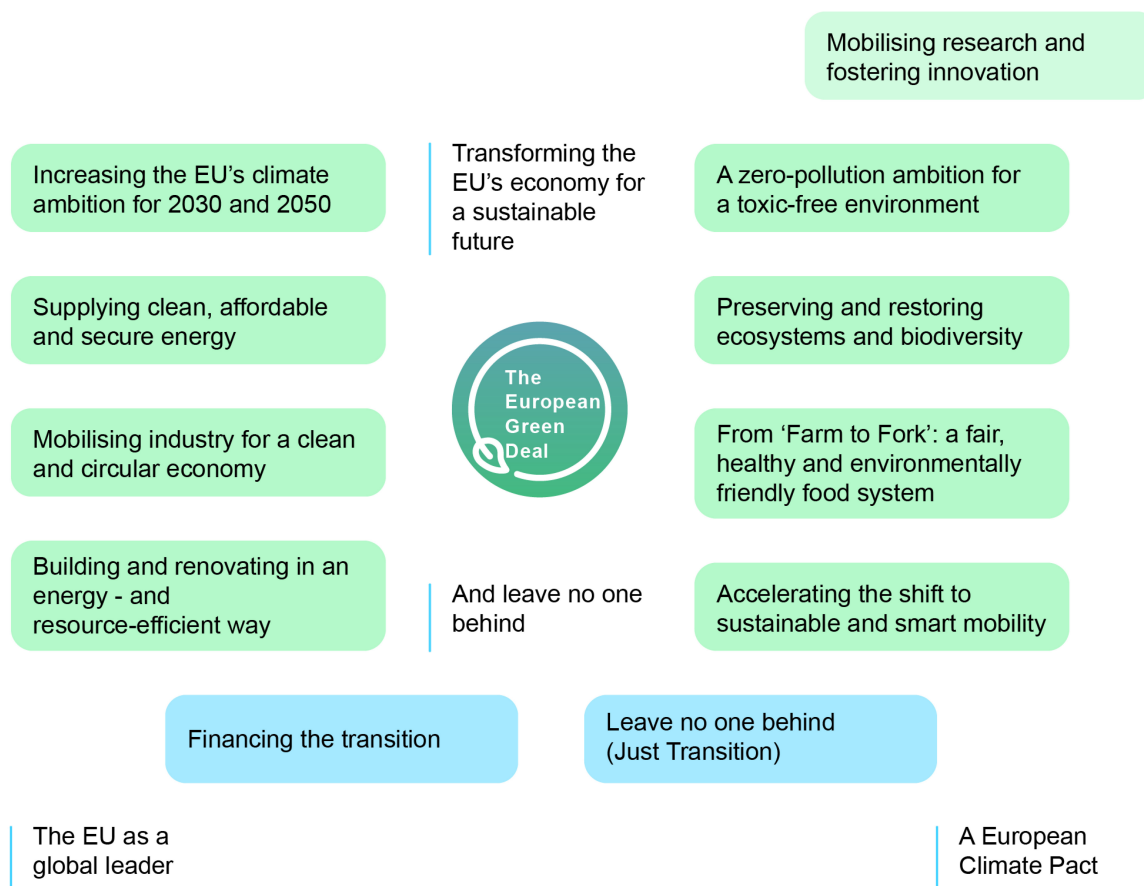 Mobilising research and
fostering innovation
Increasing the EU’s climate
ambition for 2030 and 2050
Transforming the
EU’s economy for
a sustainable
future
A zero-pollution ambition for
a toxic-free environment
Supplying clean, affordable
and secure energy
Preserving and restoring
ecosystems and biodiversity
The
European
Green
Deal
Mobilising industry for a clean
and circular economy
From ‘Farm to Fork’: a fair,
healthy and environmentally
friendly food system
Building and renovating in an
energy - and
resource-efficient way
And leave no one
behind
Accelerating the shift to
sustainable and smart mobility
Financing the transition
Leave no one behind
(Just Transition)
The EU as a
global leader
A European
Climate Pact